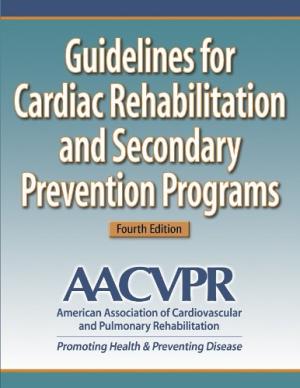 Guidelines for
Cardiac Rehabilitation
and Secondary
Prevention Programs
Fourth Edition
AACVPR
American Association of Cardiovascular
and Pulmonary Rehabilitation
Promoting Health & Preventing Disease